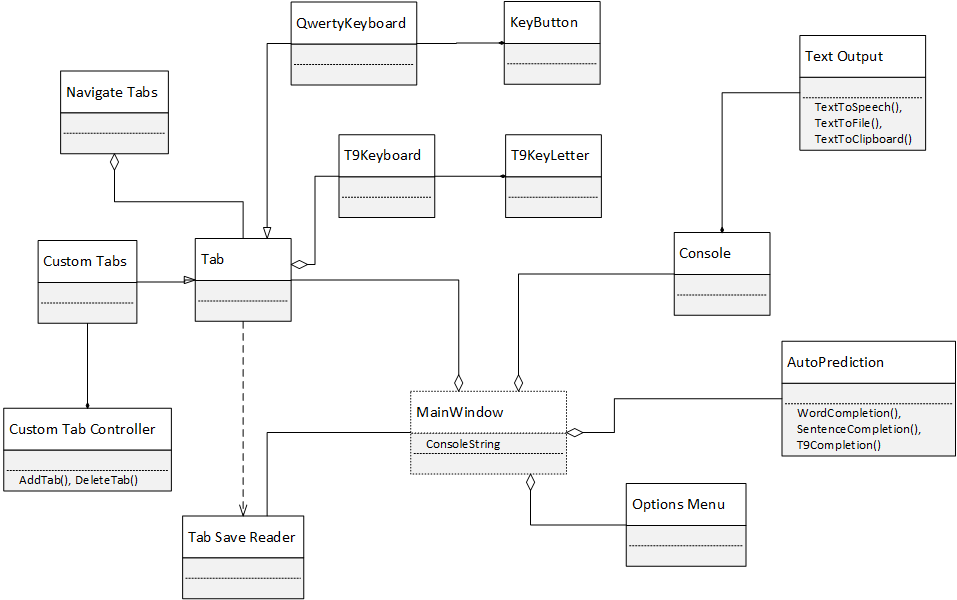 QwertyKeyboard
KeyButton
Text Output
TextToSpeech(),
TextToFile(),
TextToClipboard()
Navigate Tabs
T9Keyboard
T9KeyLetter
Custom Tabs
Tab
Console
AutoPrediction
WordCompletion(),
SentenceCompletion(),
T9Completion()
MainWindow
ConsoleString
Custom Tab Controller
AddTab(), DeleteTab()
Options Menu
Tab Save Reader